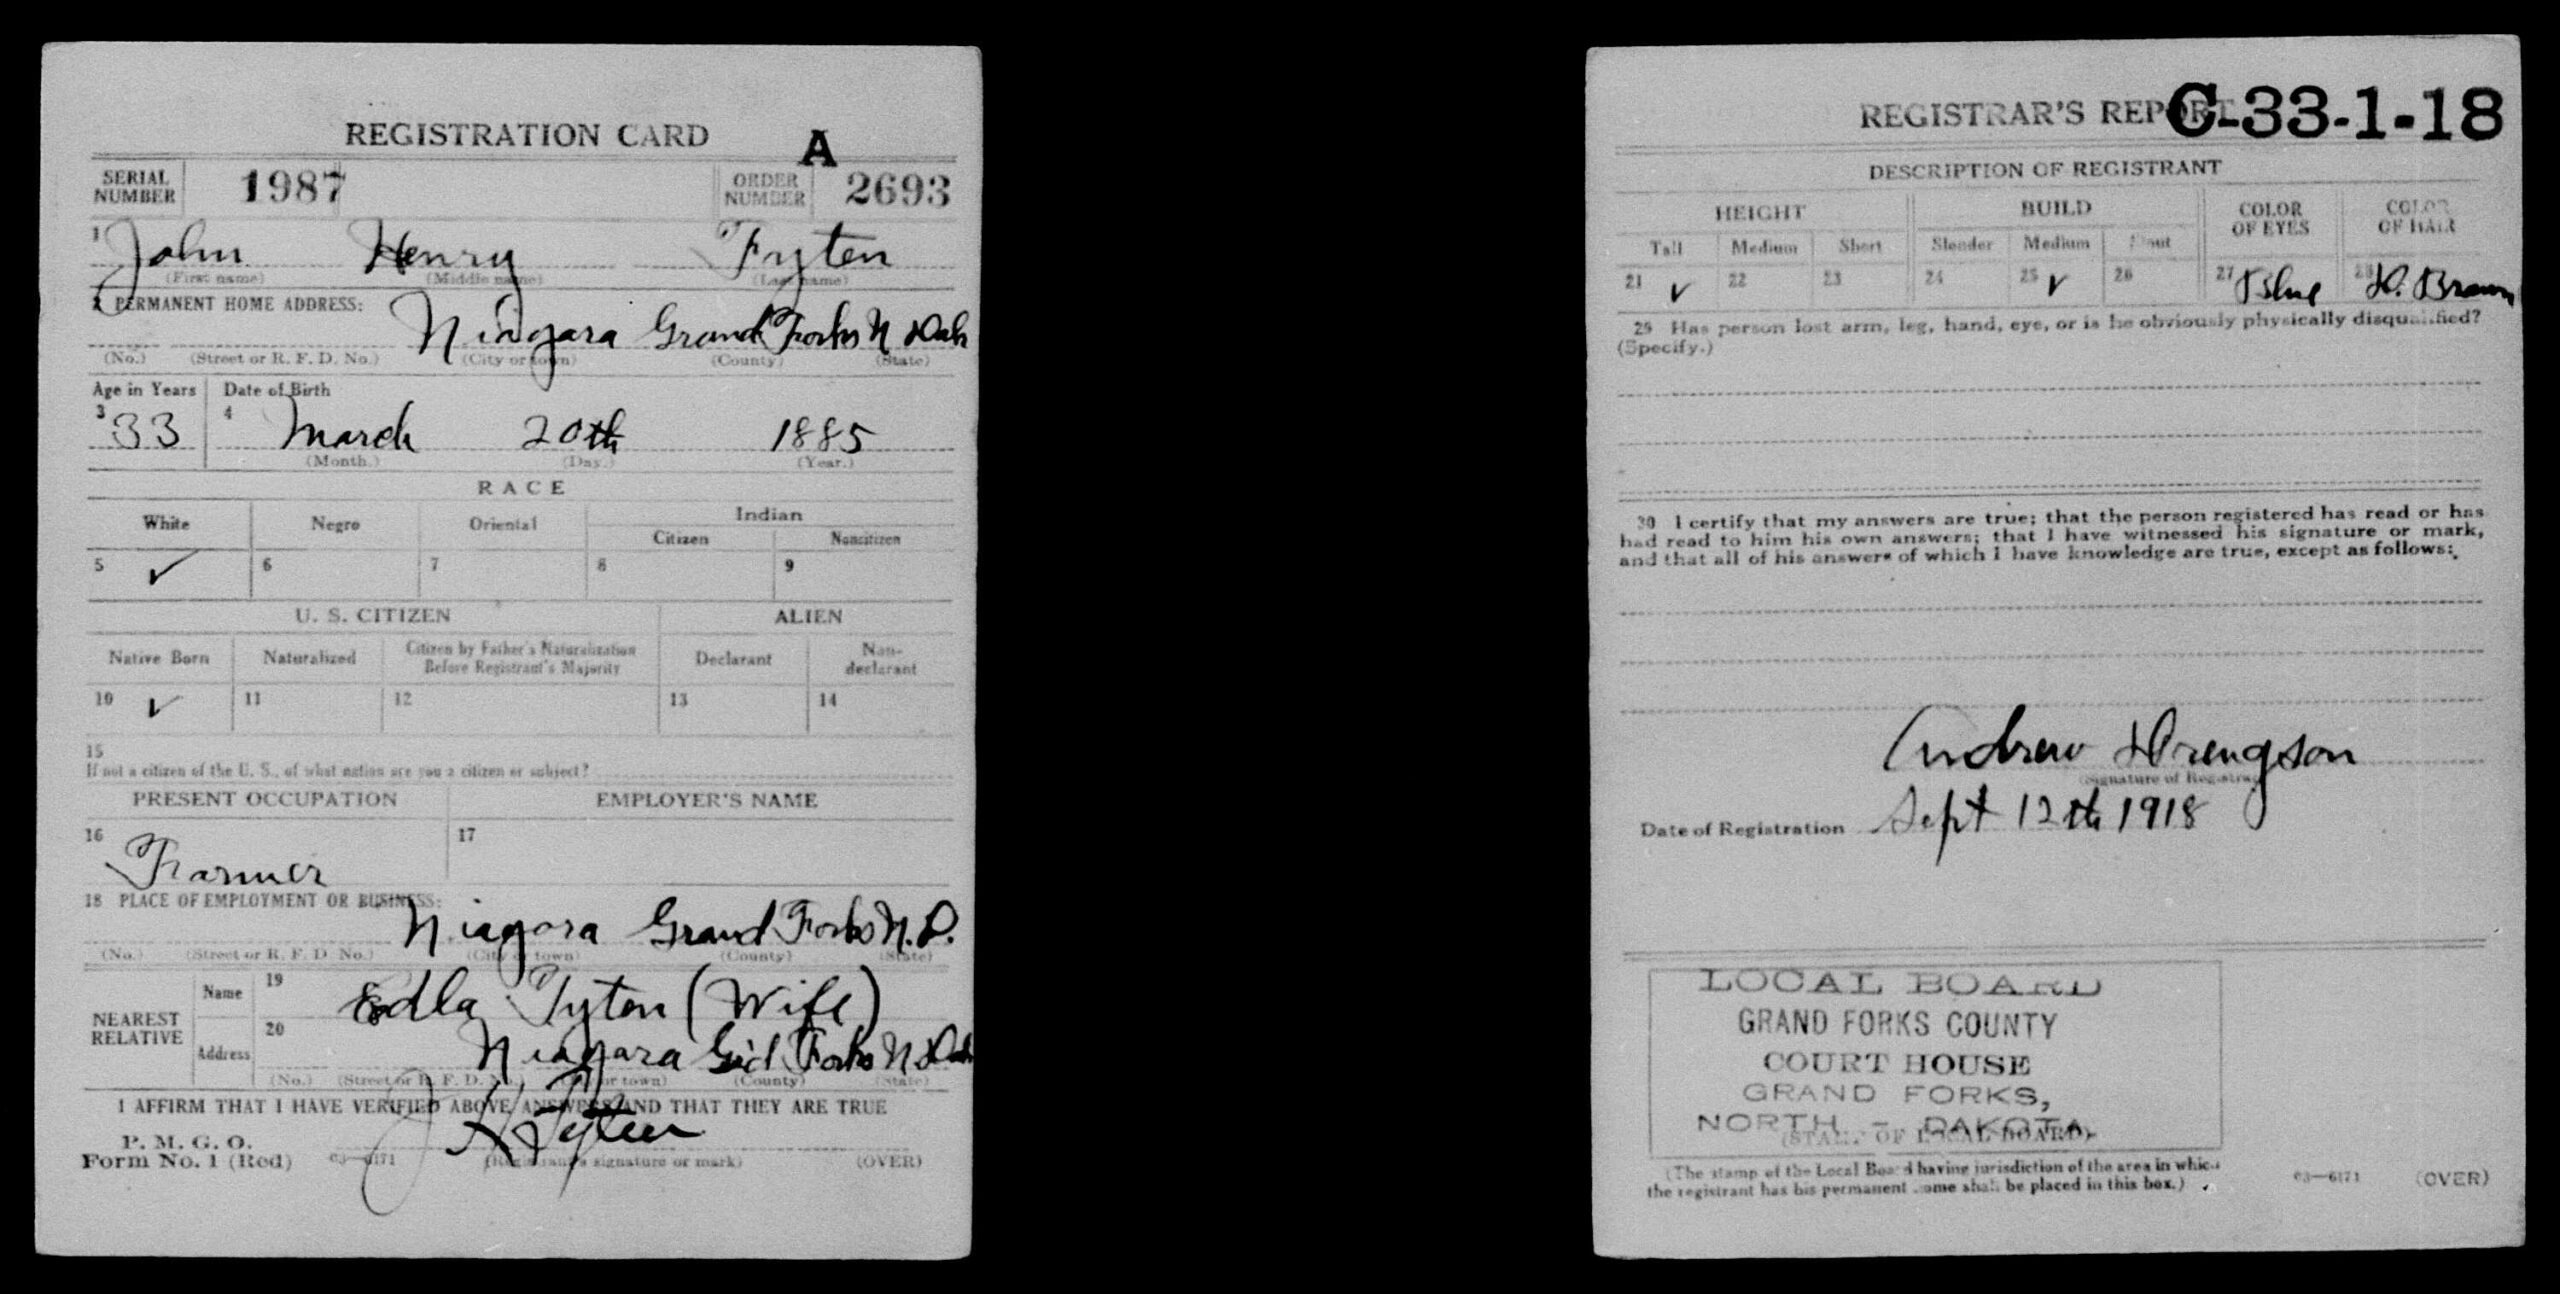 REGISTRATION CARD A
SERIAL NUMBER 1987 ORDER NUMBER 2693
1 John Henry Fyten
(First name) (Middle name) (Last name)
2 PERMANENT HOME ADDRESS:
Niagara Grand Forks N Dak
(No.) (Street or R. F. D. No.) (City or town) (County) (State)
Age in Years Date of Birth
3 33 4 March 20th 1885
(Month.) (Day.) (Year.)
RACE
White Negro Oriental Indian
Citizen Noncitizen
5 ✓ 6 7 8 9
U. S. CITIZEN ALIEN
Native Born Naturalized Citizen by Father's Naturalization Before Registrant's Majority Declarant Non-declarant
10 ✓ 11 12 13 14
15
If not a citizen of the U. S., of what nation are you a citizen or subject?
PRESENT OCCUPATION EMPLOYER'S NAME
16 Farmer 17
18 PLACE OF EMPLOYMENT OR BUSINESS:
Niagara Grand Forks N. D.
(No.) (Street or R. F. D. No.) (City or town) (County) (State)
NEAREST RELATIVE
Name 19 Edla Fyten (Wife)
Address 20 Niagara Gd Forks N Dak
(No.) (Street or R. F. D. No.) (City or town) (County) (State)
I AFFIRM THAT I HAVE VERIFIED ABOVE ANSWERS AND THAT THEY ARE TRUE
P. M. G. O.
Form No. 1 (Red) 03—6171 J H Fyten
(Registrant's signature or mark) (OVER)
REGISTRAR'S REPORT C-33-1-18
DESCRIPTION OF REGISTRANT
HEIGHT BUILD COLOR OF EYES COLOR OF HAIR
Tall Medium Short Slender Medium Stout
21 ✓ 22 23 24 25 ✓ 26 27 Blue 28 D. Brown
29 Has person lost arm, leg, hand, eye, or is he obviously physically disqualified?
(Specify.)
30 I certify that my answers are true; that the person registered has read or has
had read to him his own answers; that I have witnessed his signature or mark,
and that all of his answers of which I have knowledge are true, except as follows:
Andrew Drengson
(Signature of Registrar)
Date of Registration Sept 12th 1918
LOCAL BOARD
GRAND FORKS COUNTY
COURT HOUSE
GRAND FORKS,
NORTH - DAKOTA
(STAMP OF LOCAL BOARD)
(The stamp of the Local Board having jurisdiction of the area in which
the registrant has his permanent home shall be placed in this box.)
03—6171 (OVER)